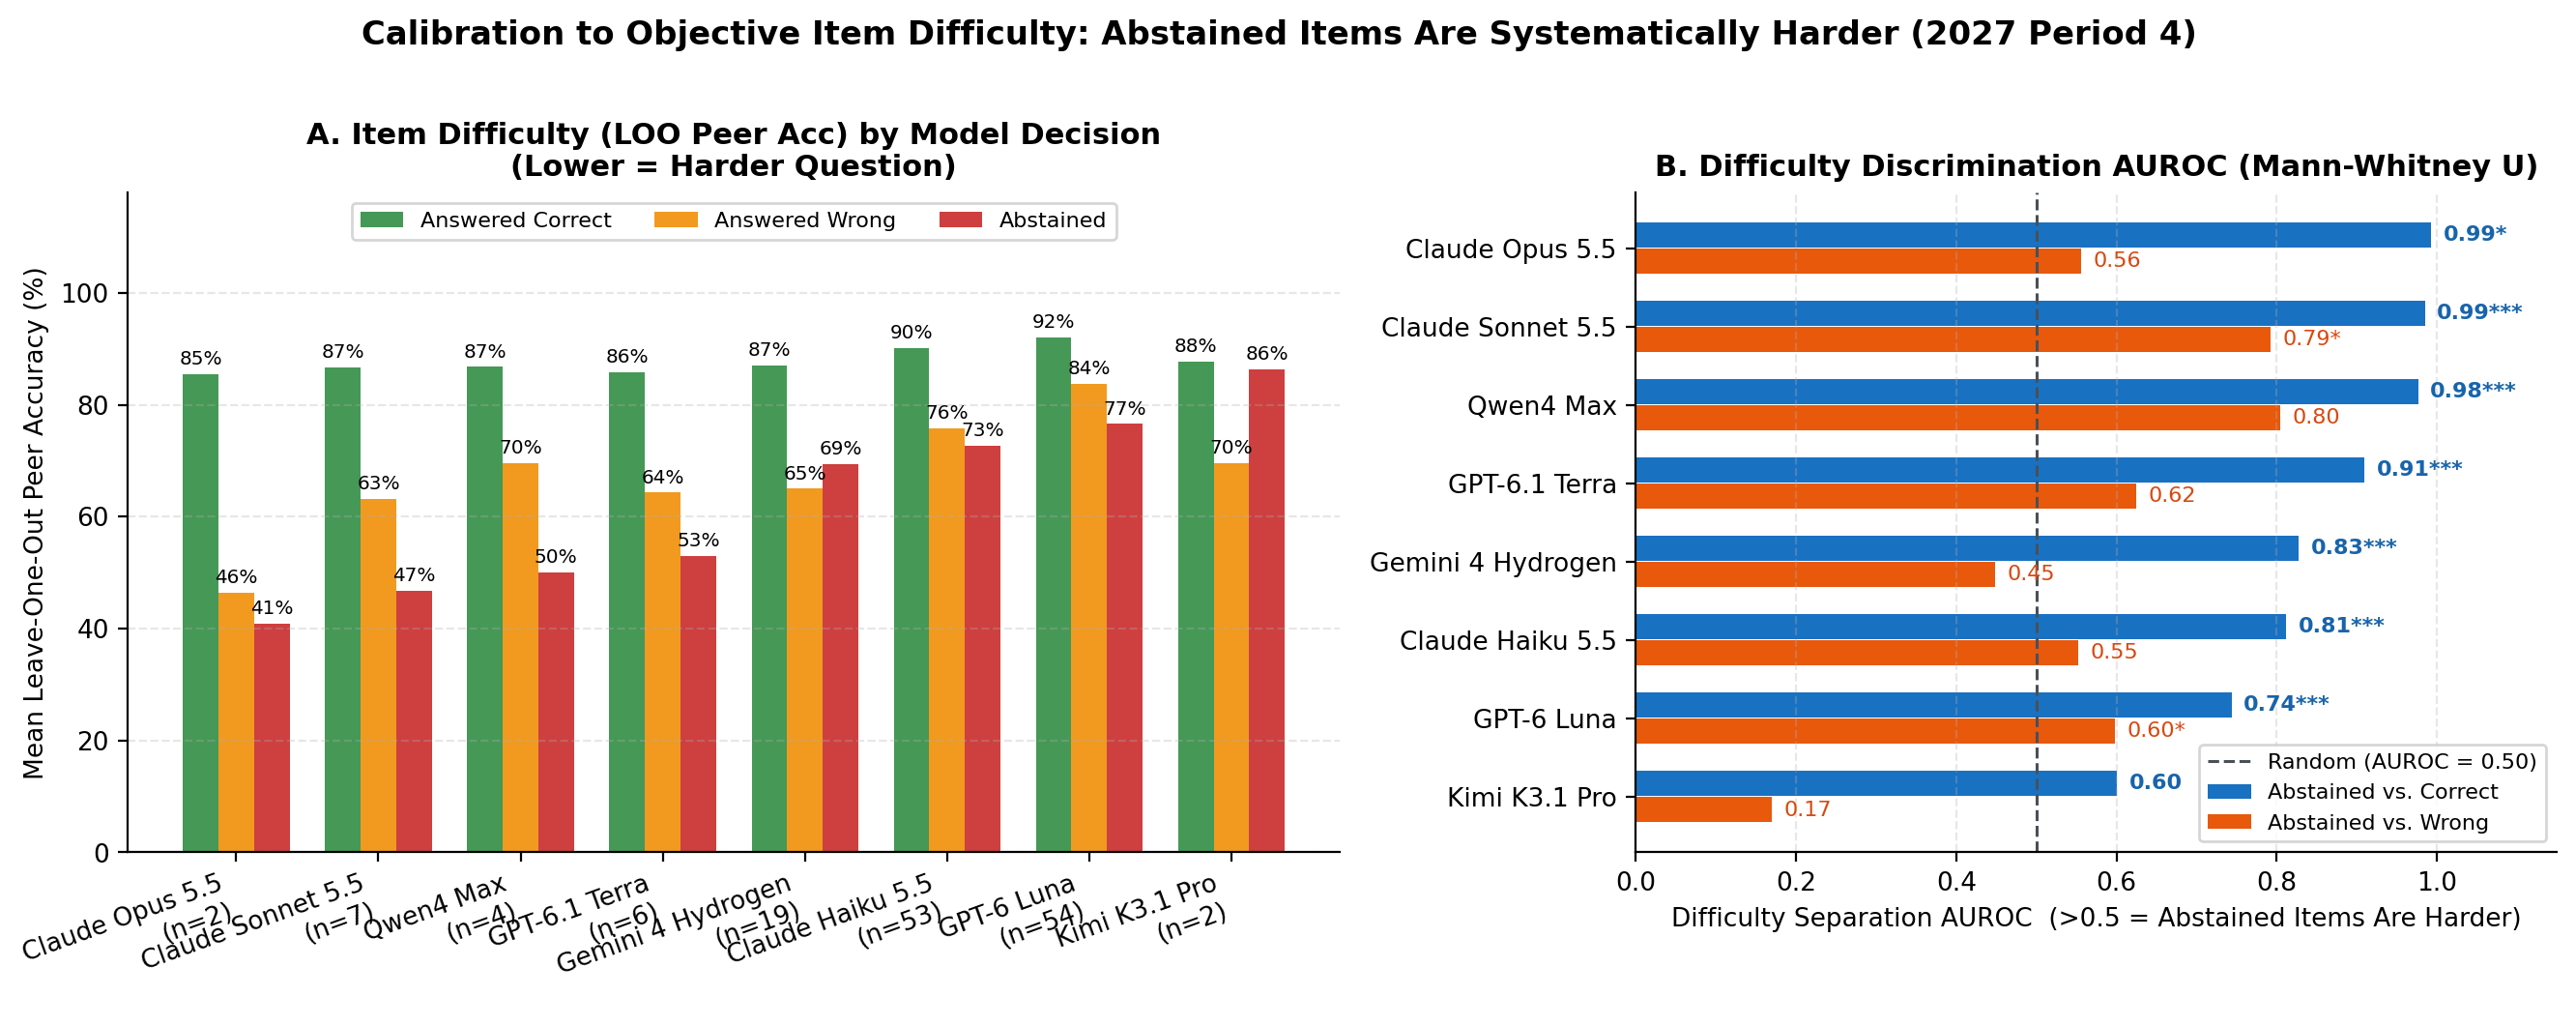 Calibration to Objective Item Difficulty: Abstained Items Are Systematically Harder (2027 Period 4)
A. Item Difficulty (LOO Peer Acc) by Model Decision
(Lower = Harder Question)
Answered Correct
Answered Wrong
Abstained
Mean Leave-One-Out Peer Accuracy (%)
100
80
60
40
20
0
85%
46%
41%
87%
63%
47%
87%
70%
50%
86%
64%
53%
87%
65%
69%
90%
76%
73%
92%
84%
77%
88%
70%
86%
Claude Opus 5.5
(n=2)
Claude Sonnet 5.5
(n=7)
Qwen4 Max
(n=4)
GPT-6.1 Terra
(n=6)
Gemini 4 Hydrogen
(n=19)
Claude Haiku 5.5
(n=53)
GPT-6 Luna
(n=54)
Kimi K3.1 Pro
(n=2)
B. Difficulty Discrimination AUROC (Mann-Whitney U)
Claude Opus 5.5
0.99*
0.56
Claude Sonnet 5.5
0.99***
0.79*
Qwen4 Max
0.98***
0.80
GPT-6.1 Terra
0.91***
0.62
Gemini 4 Hydrogen
0.83***
0.45
Claude Haiku 5.5
0.81***
0.55
GPT-6 Luna
0.74***
0.60*
Kimi K3.1 Pro
0.60
0.17
Random (AUROC = 0.50)
Abstained vs. Correct
Abstained vs. Wrong
0.0
0.2
0.4
0.6
0.8
1.0
Difficulty Separation AUROC  (>0.5 = Abstained Items Are Harder)